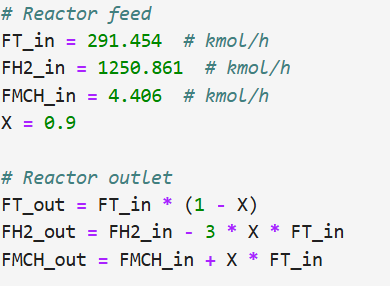 # Reactor feed
FT_in = 291.454  # kmol/h
FH2_in = 1250.861  # kmol/h
FMCH_in = 4.406  # kmol/h
X = 0.9
# Reactor outlet
FT_out = FT_in * (1 - X)
FH2_out = FH2_in - 3 * X * FT_in
FMCH_out = FMCH_in + X * FT_in